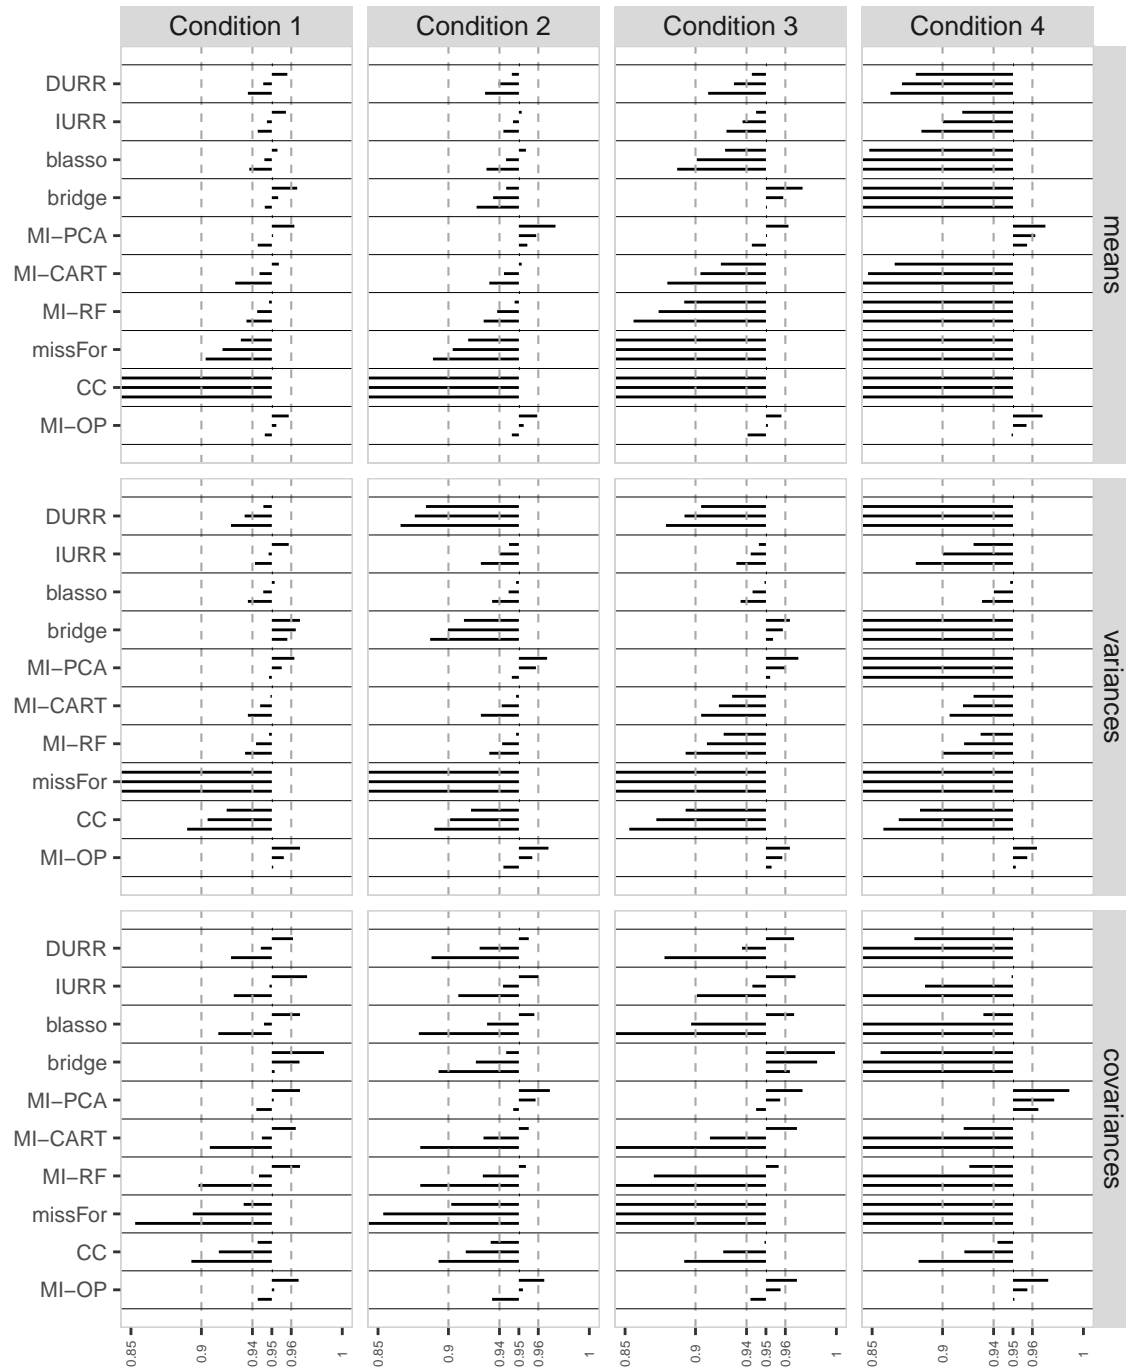 Condition 1 Condition 2 Condition 3 Condition 4
DURR
IURR
blasso
bridge
MI−PCA
MI−CART
MI−RF
missFor
CC
MI−OP
means
DURR
IURR
blasso
bridge
MI−PCA
MI−CART
MI−RF
missFor
CC
MI−OP
variances
DURR
IURR
blasso
bridge
MI−PCA
MI−CART
MI−RF
missFor
CC
MI−OP
covariances
0.85 0.9 0.94 0.95 0.96 1 0.85 0.9 0.94 0.95 0.96 1 0.85 0.9 0.94 0.95 0.96 1 0.85 0.9 0.94 0.95 0.96 1